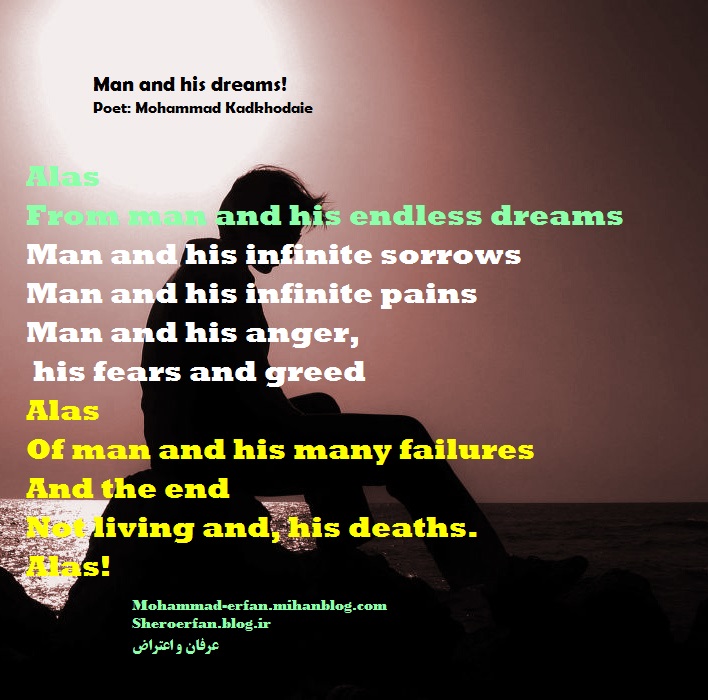 Man and his dreams!
Poet: Mohammad Kadkhodaie
Alas
From man and his endless dreams
Man and his infinite sorrows
Man and his infinite pains
Man and his anger,
his fears and greed
Alas
Of man and his many failures
And the end
Not living and, his deaths.
Alas!
Mohammad-erfan.mihanblog.com
Sheroerfan.blog.ir
عرفان و اعتراض